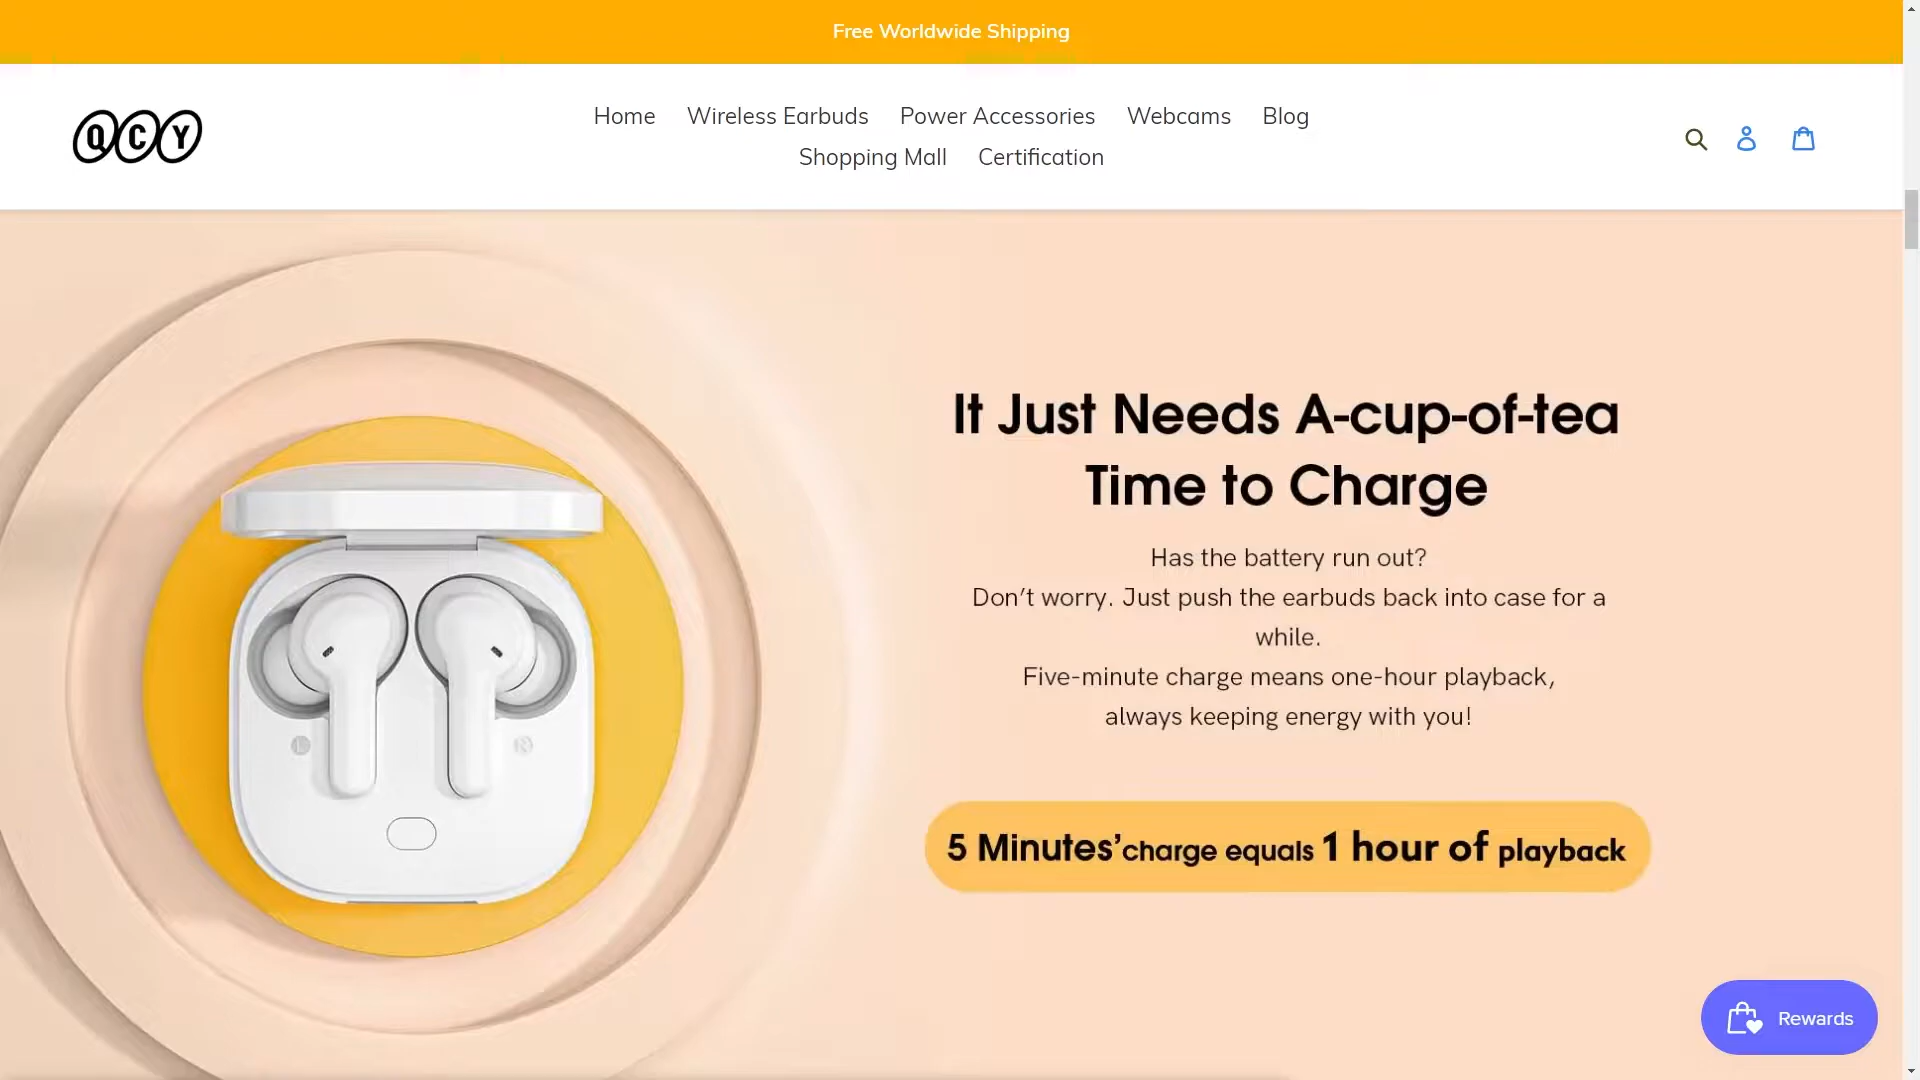 Free Worldwide Shipping
QCY
Home Wireless Earbuds Power Accessories Webcams Blog
Shopping Mall Certification
It Just Needs A-cup-of-tea
Time to Charge
Has the battery run out?
Don’t worry. Just push the earbuds back into case for a
while.
Five-minute charge means one-hour playback,
always keeping energy with you!
L R
5 Minutes’charge equals 1 hour of playback
Rewards